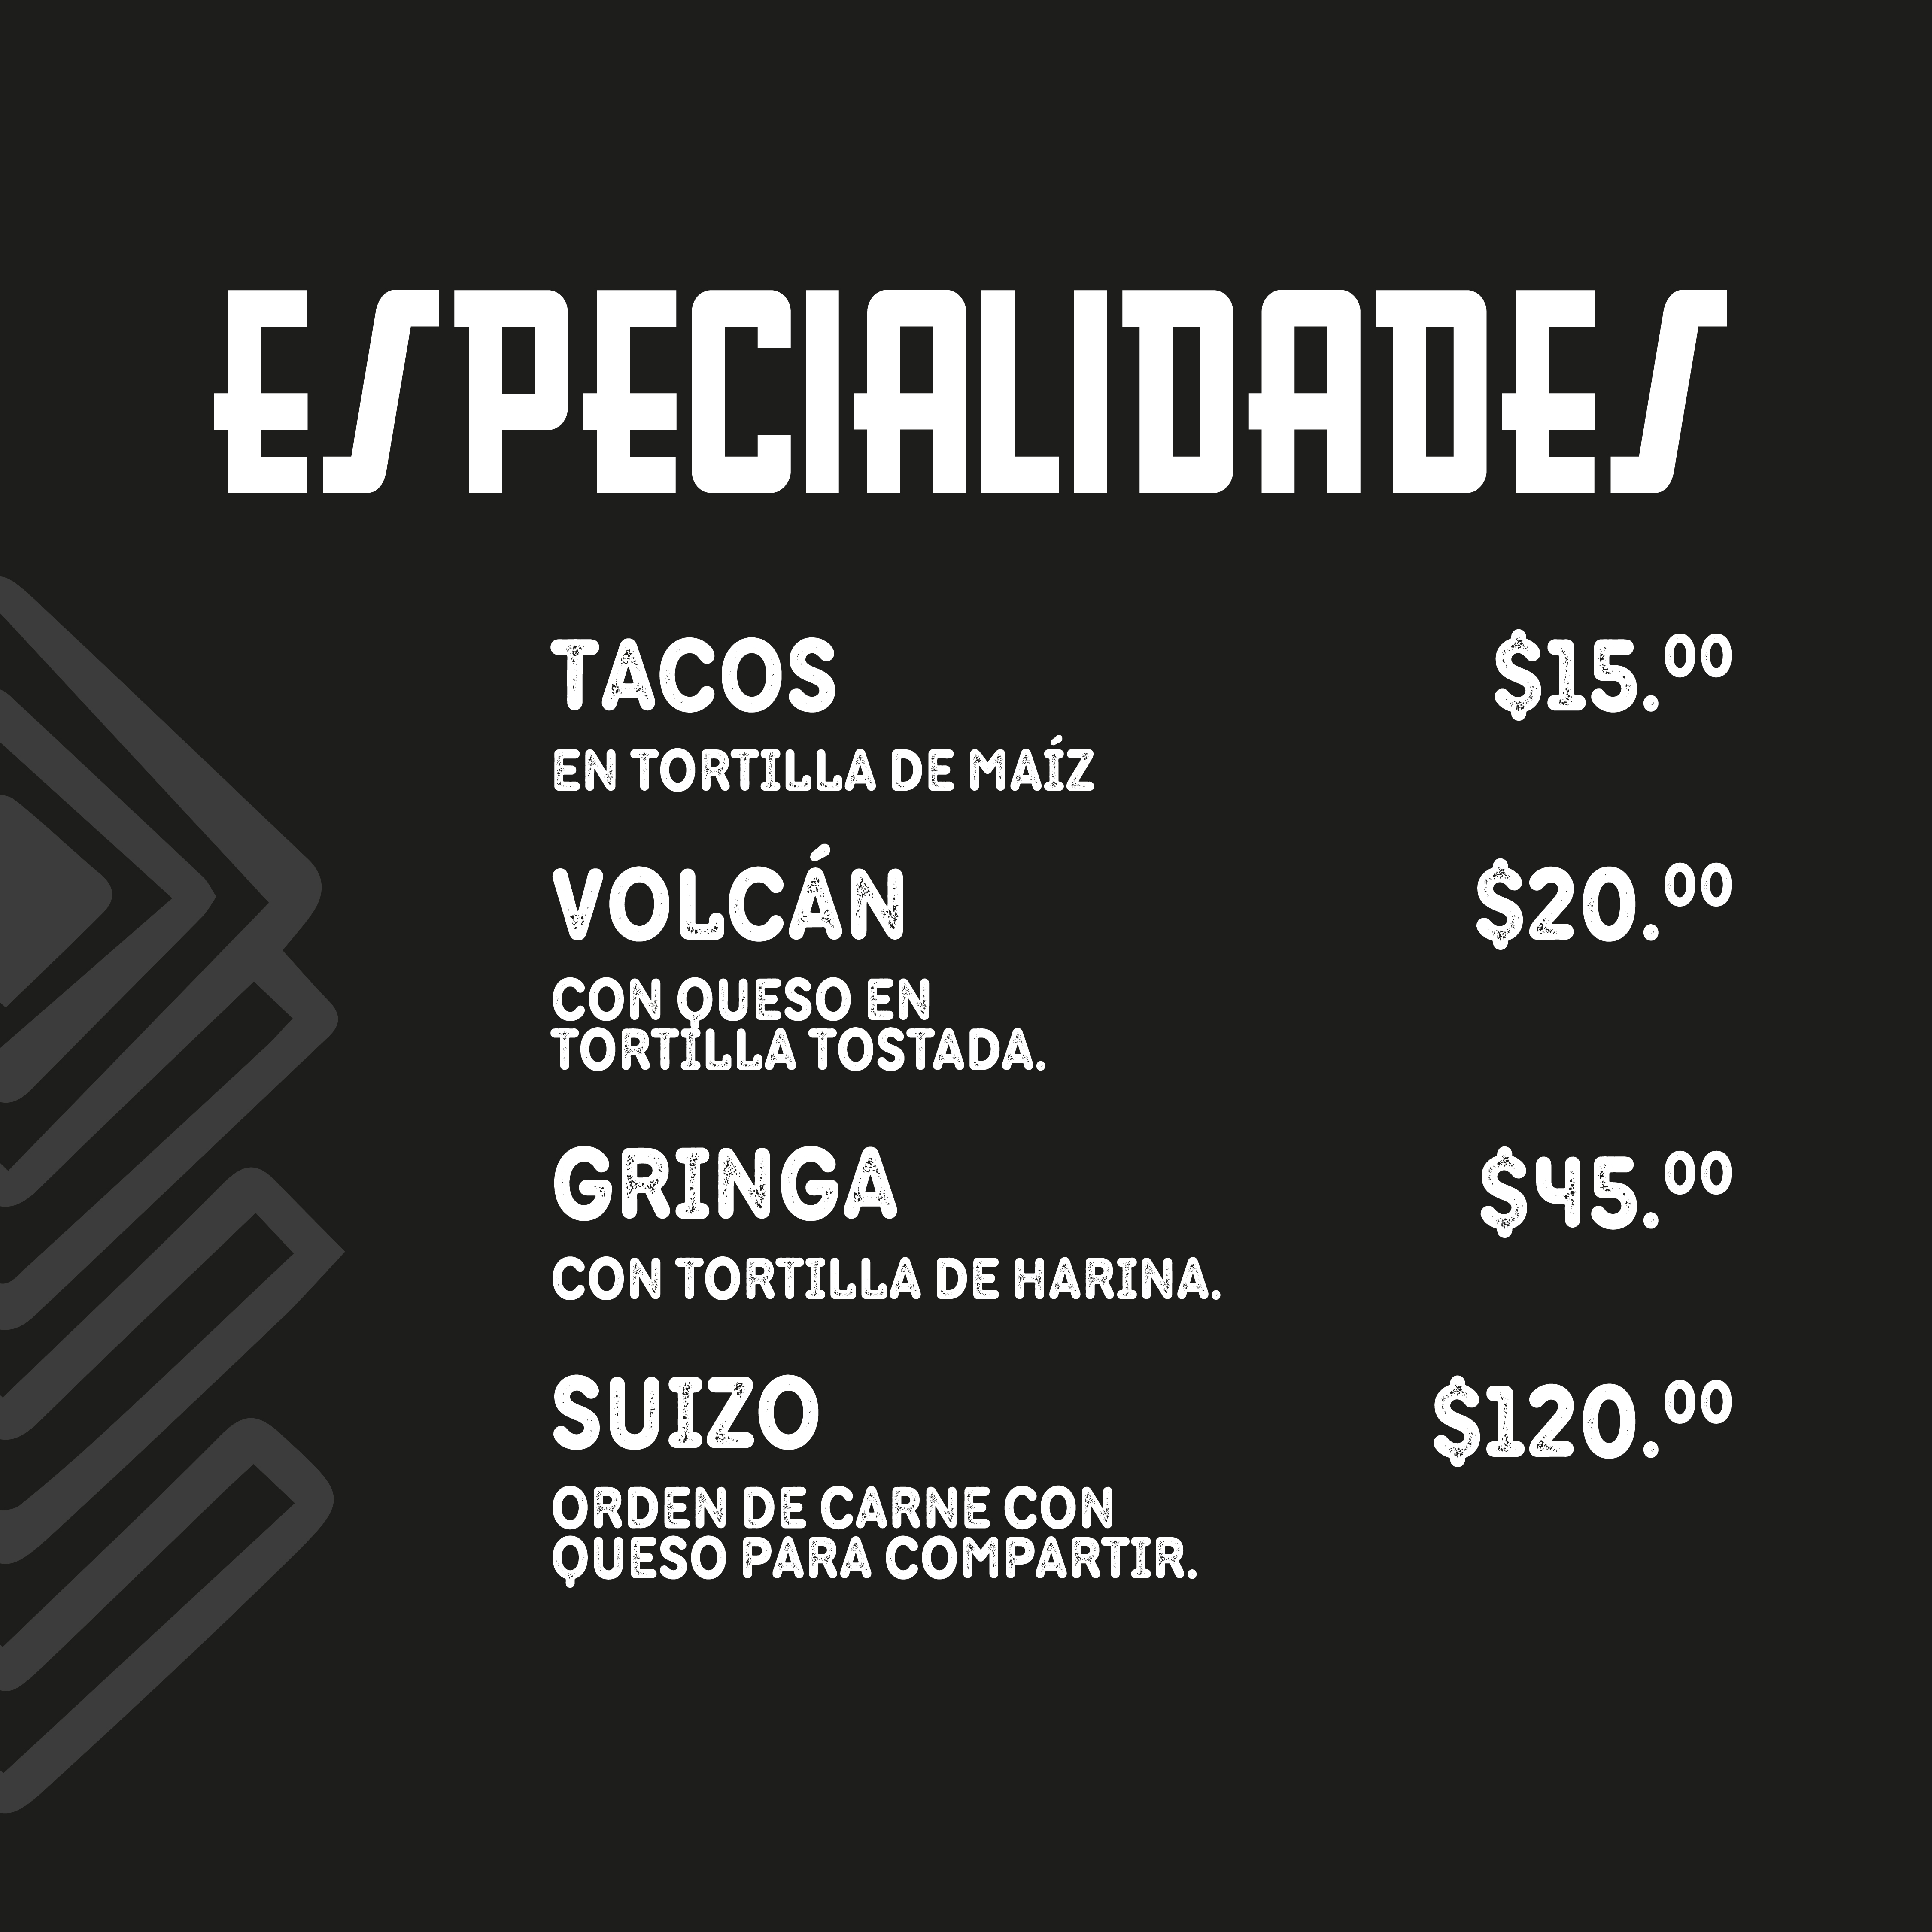 ESPECIALIDADES
TACOS $15.00
EN TORTILLA DE MAÍZ
VOLCÁN $20.00
CON QUESO EN
TORTILLA TOSTADA.
GRINGA $45.00
CON TORTILLA DE HARINA.
SUIZO $120.00
ORDEN DE CARNE CON
QUESO PARA COMPARTIR.